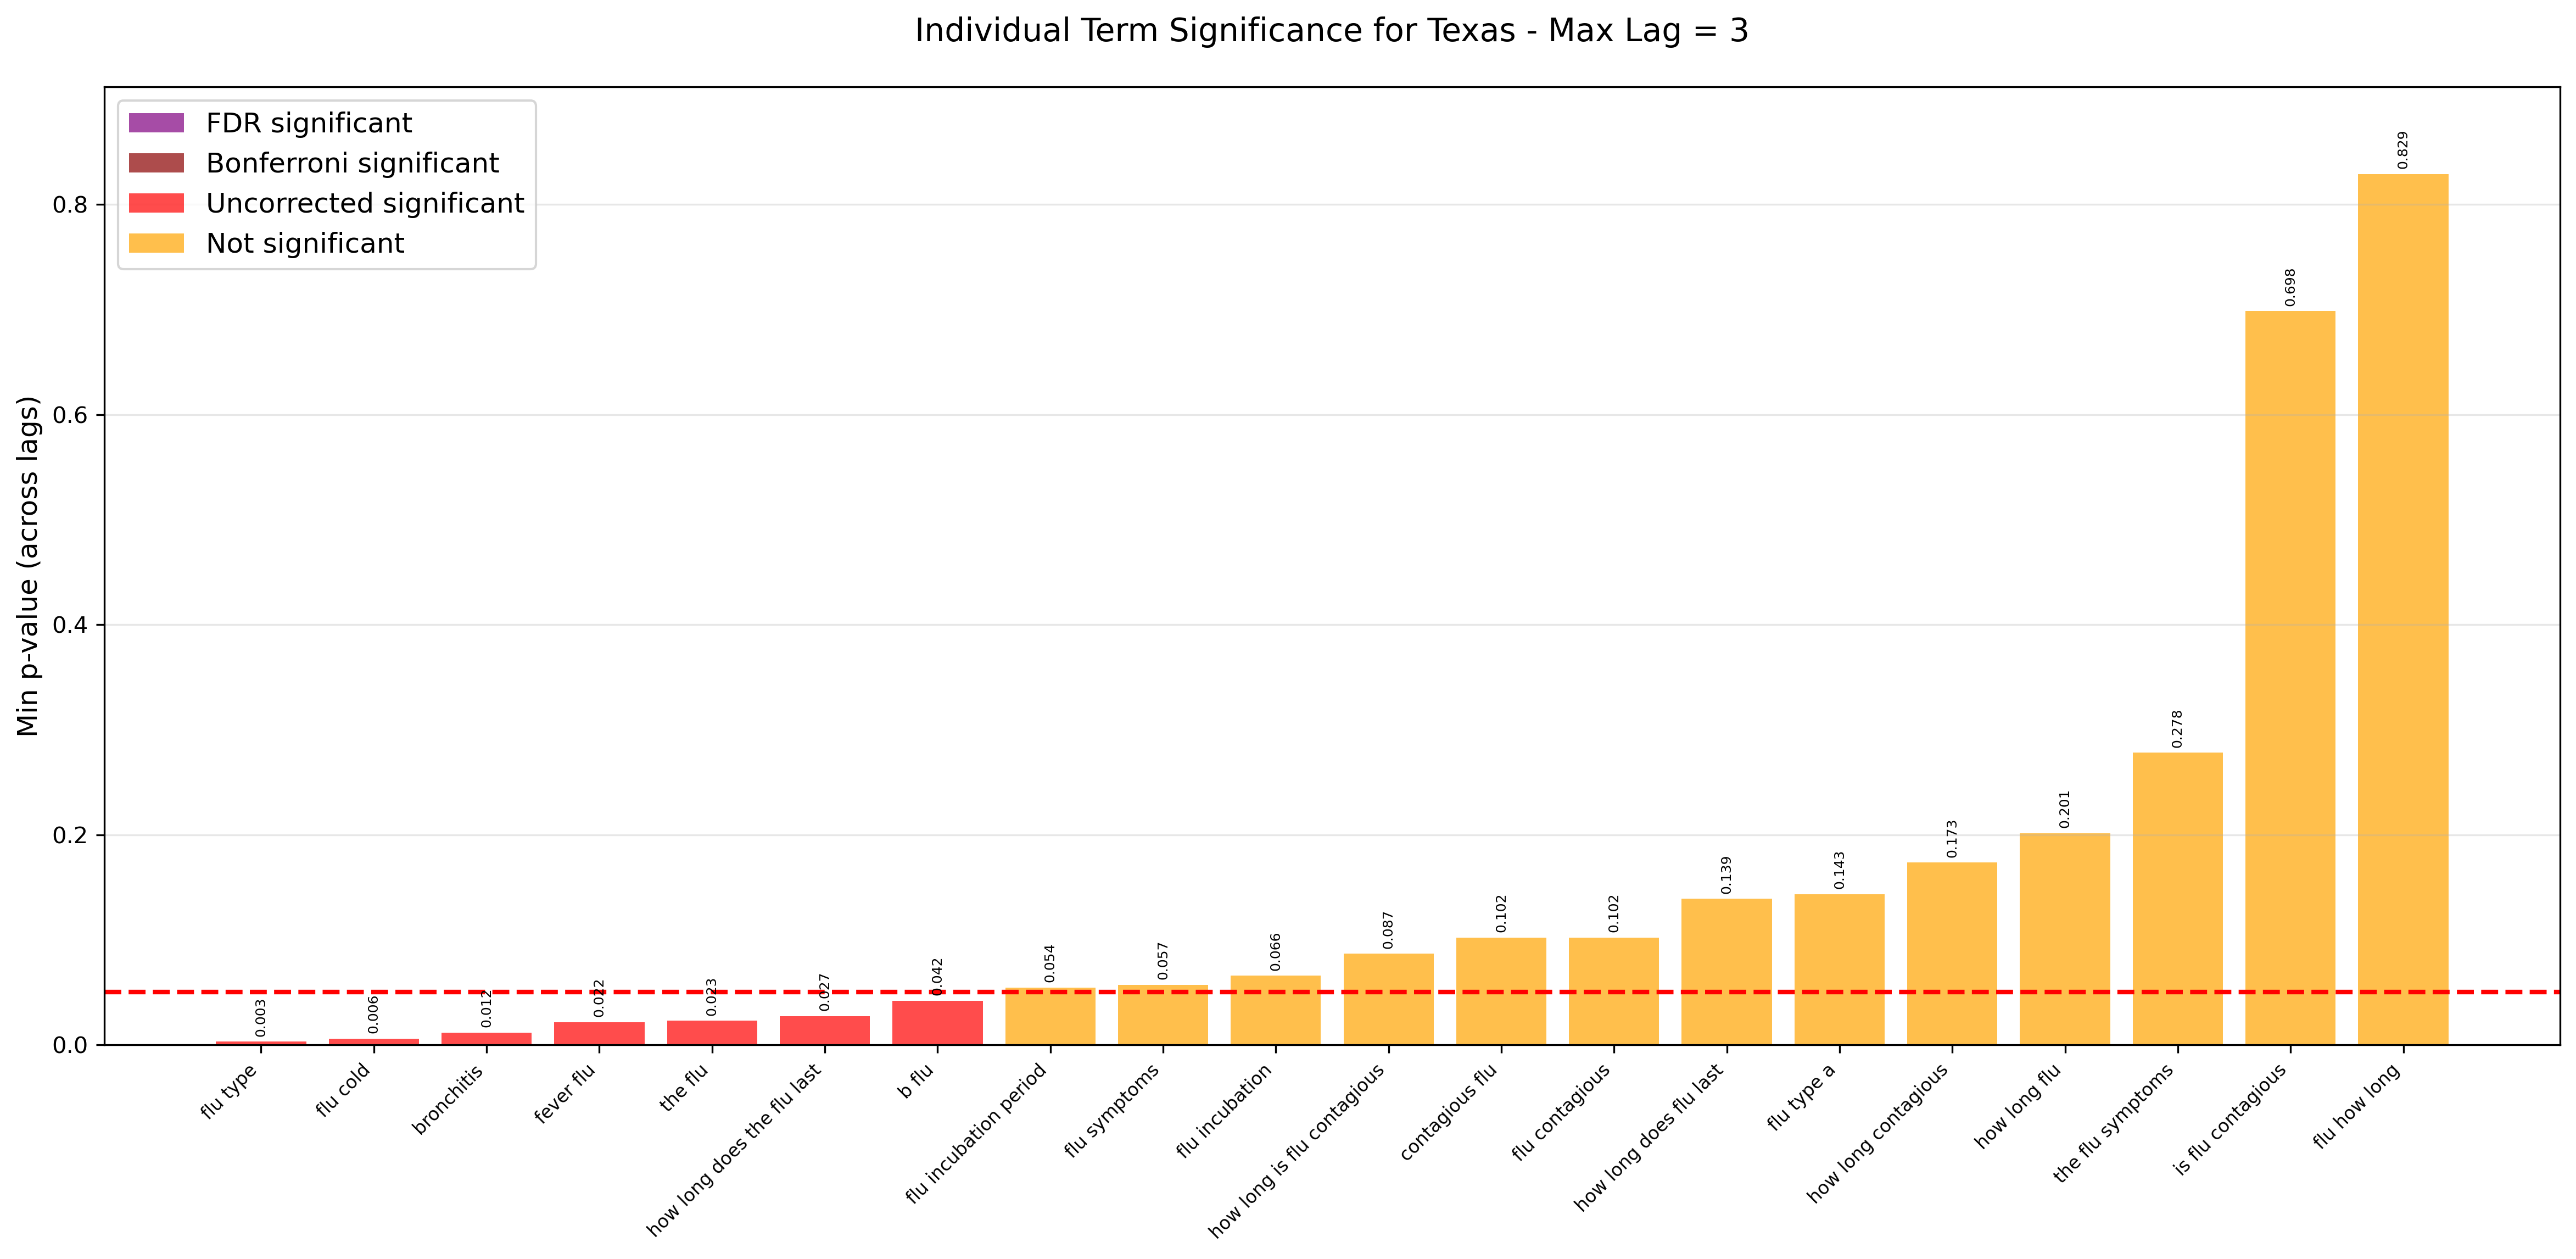 Individual Term Significance for Texas - Max Lag = 3
FDR significant
Bonferroni significant
Uncorrected significant
Not significant
Min p-value (across lags)
0.8
0.6
0.4
0.2
0.0
0.003
0.006
0.012
0.022
0.023
0.027
0.042
0.054
0.057
0.066
0.087
0.102
0.102
0.139
0.143
0.173
0.201
0.278
0.698
0.829
flu type
flu cold
bronchitis
fever flu
the flu
how long does the flu last
b flu
flu incubation period
flu symptoms
flu incubation
how long is flu contagious
contagious flu
flu contagious
how long does flu last
flu type a
how long contagious
how long flu
the flu symptoms
is flu contagious
flu how long